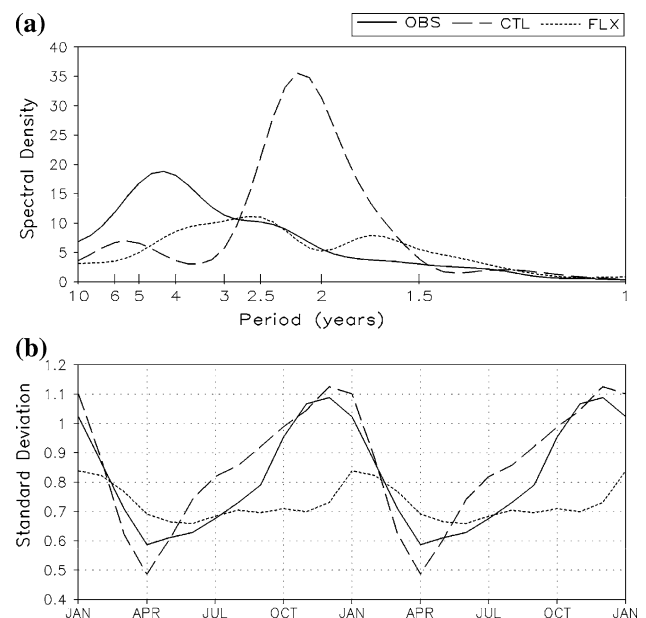 (a)
OBS CTL FLX
40
35
30
25
20
15
10
5
0
Spectral Density
10 6 5 4 3 2.5 2 1.5 1
Period (years)
(b)
1.2
1.1
1
0.9
0.8
0.7
0.6
0.5
0.4
Standard Deviation
JAN APR JUL OCT JAN APR JUL OCT JAN